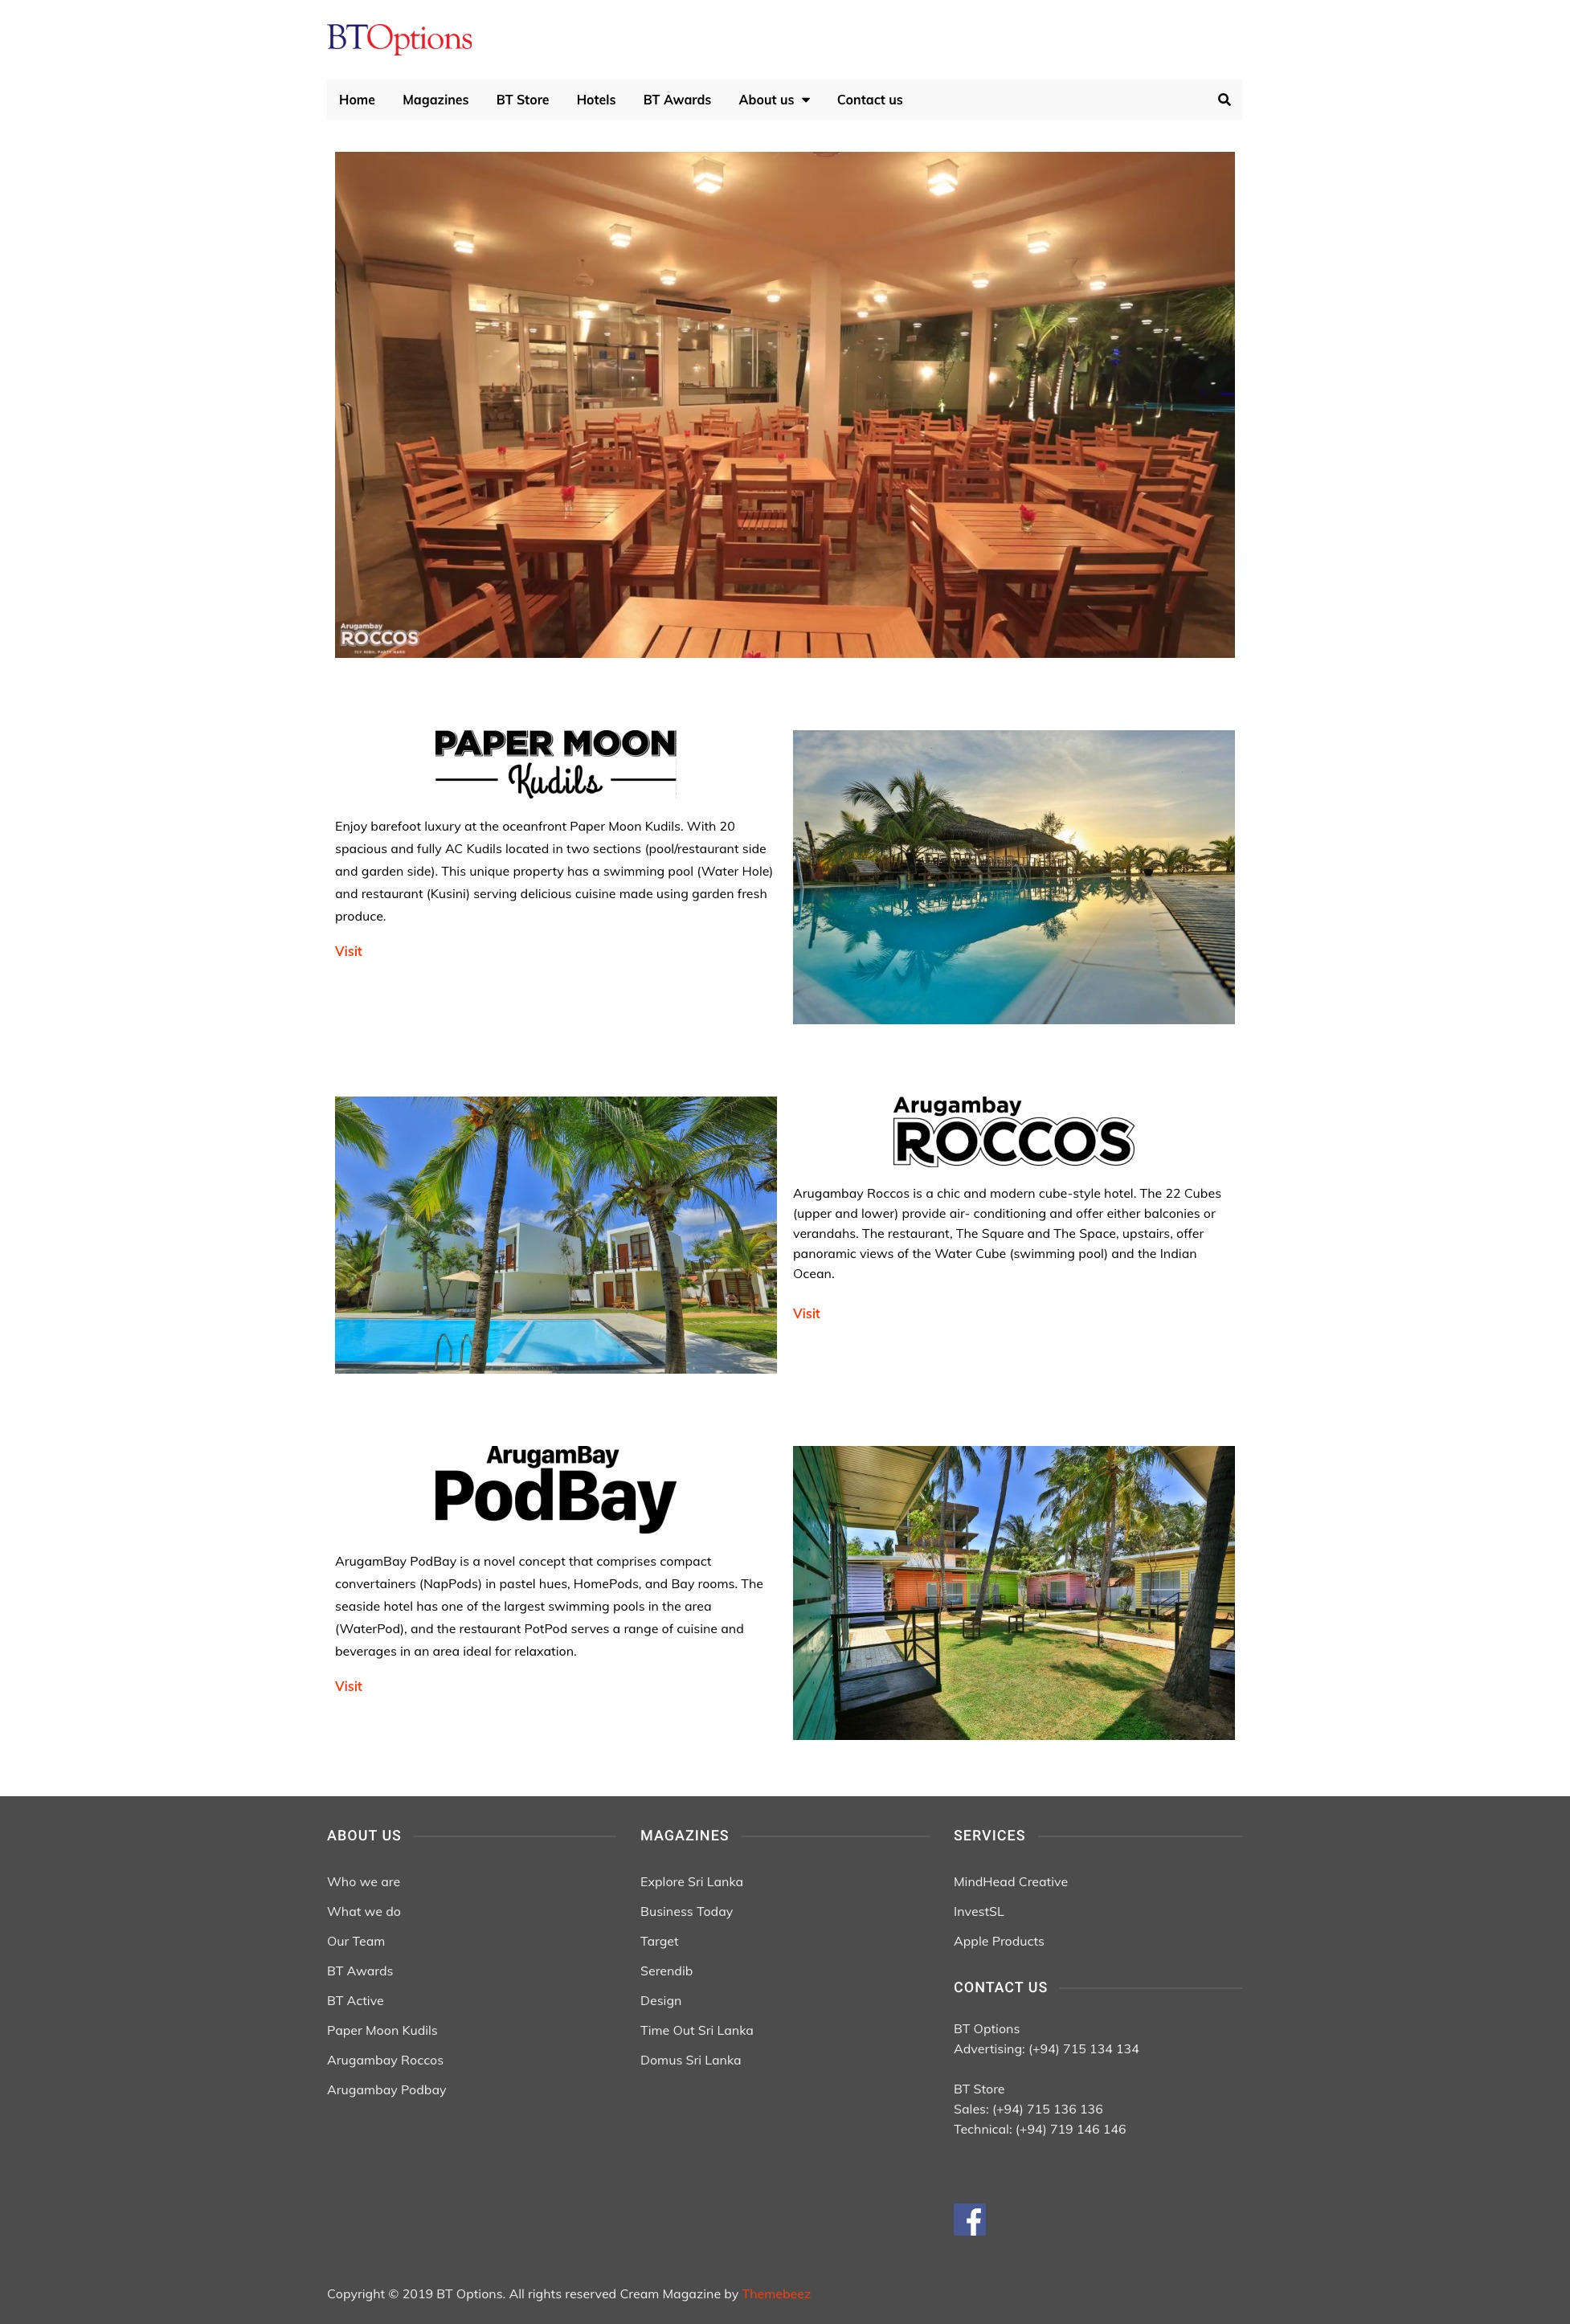 BTOptions
Home Magazines BT Store Hotels BT Awards About us Contact us
Arugambay
ROCCOS
FLY HIGH, PARTY HARD
PAPER MOON
Kudils
Enjoy barefoot luxury at the oceanfront Paper Moon Kudils. With 20
spacious and fully AC Kudils located in two sections (pool/restaurant side
and garden side). This unique property has a swimming pool (Water Hole)
and restaurant (Kusini) serving delicious cuisine made using garden fresh
produce.
Visit
Arugambay
ROCCOS
Arugambay Roccos is a chic and modern cube-style hotel. The 22 Cubes
(upper and lower) provide air- conditioning and offer either balconies or
verandahs. The restaurant, The Square and The Space, upstairs, offer
panoramic views of the Water Cube (swimming pool) and the Indian
Ocean.
Visit
ArugamBay
PodBay
ArugamBay PodBay is a novel concept that comprises compact
convertainers (NapPods) in pastel hues, HomePods, and Bay rooms. The
seaside hotel has one of the largest swimming pools in the area
(WaterPod), and the restaurant PotPod serves a range of cuisine and
beverages in an area ideal for relaxation.
Visit
ABOUT US
Who we are
What we do
Our Team
BT Awards
BT Active
Paper Moon Kudils
Arugambay Roccos
Arugambay Podbay
MAGAZINES
Explore Sri Lanka
Business Today
Target
Serendib
Design
Time Out Sri Lanka
Domus Sri Lanka
SERVICES
MindHead Creative
InvestSL
Apple Products
CONTACT US
BT Options
Advertising: (+94) 715 134 134
BT Store
Sales: (+94) 715 136 136
Technical: (+94) 719 146 146
Copyright © 2019 BT Options. All rights reserved Cream Magazine by Themebeez